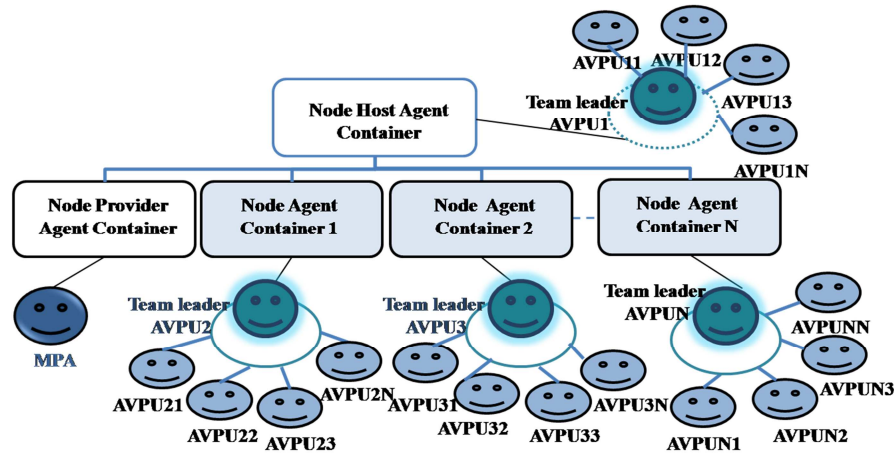 AVPU11
AVPU12
AVPU13
AVPU1N
Team leader
AVPU1
Node Host Agent
Container
Node Provider
Agent Container
Node Agent
Container 1
Node Agent
Container 2
Node Agent
Container N
MPA
Team leader
AVPU2
AVPU21
AVPU22
AVPU23
AVPU2N
Team leader
AVPU3
AVPU31
AVPU32
AVPU33
AVPU3N
Team leader
AVPUN
AVPUNN
AVPUN3
AVPUN2
AVPUN1